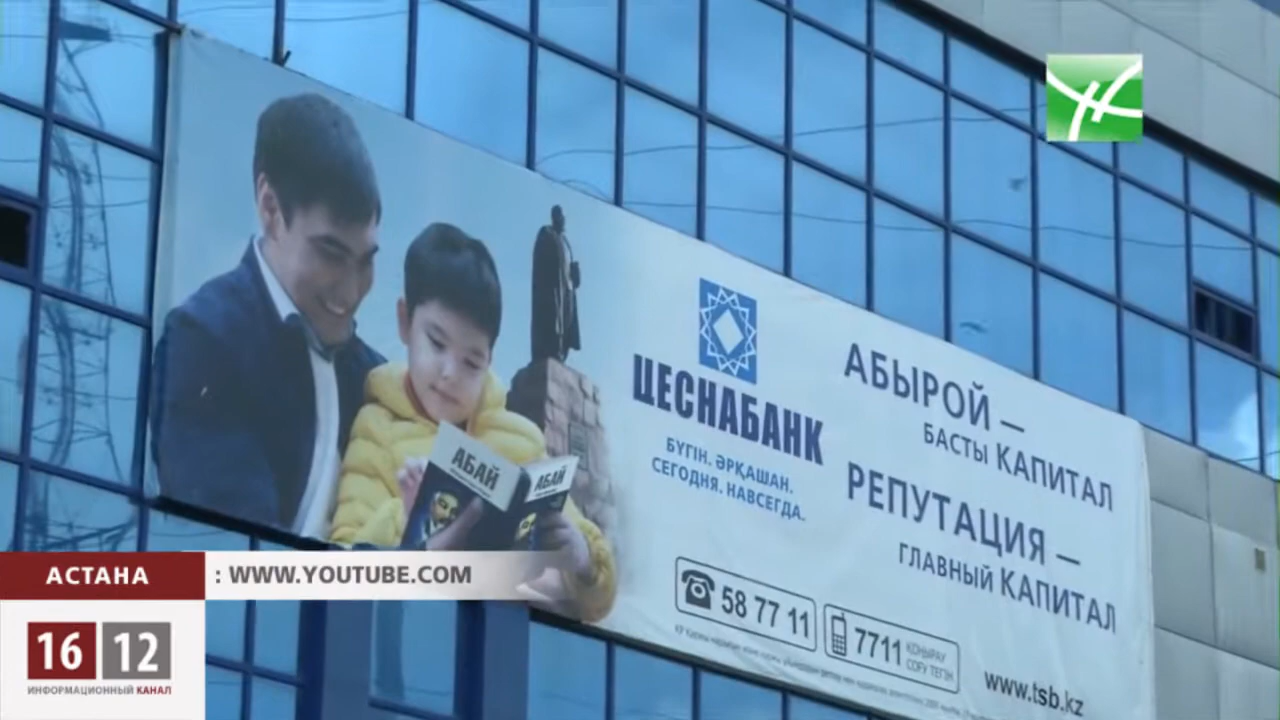 АБАЙ
АБАЙ
ЦЕСНАБАНК
БҮГІН. ӘРҚАШАН.
СЕГОДНЯ. НАВСЕГДА.
АБЫРОЙ –
БАСТЫ КАПИТАЛ
РЕПУТАЦИЯ –
ГЛАВНЫЙ КАПИТАЛ
58 77 11
7711 ҚОҢЫРАУ
СОҒУ ТЕГІН
www.tsb.kz
АСТАНА : WWW.YOUTUBE.COM
16 12
ИНФОРМАЦИОННЫЙ КАНАЛ